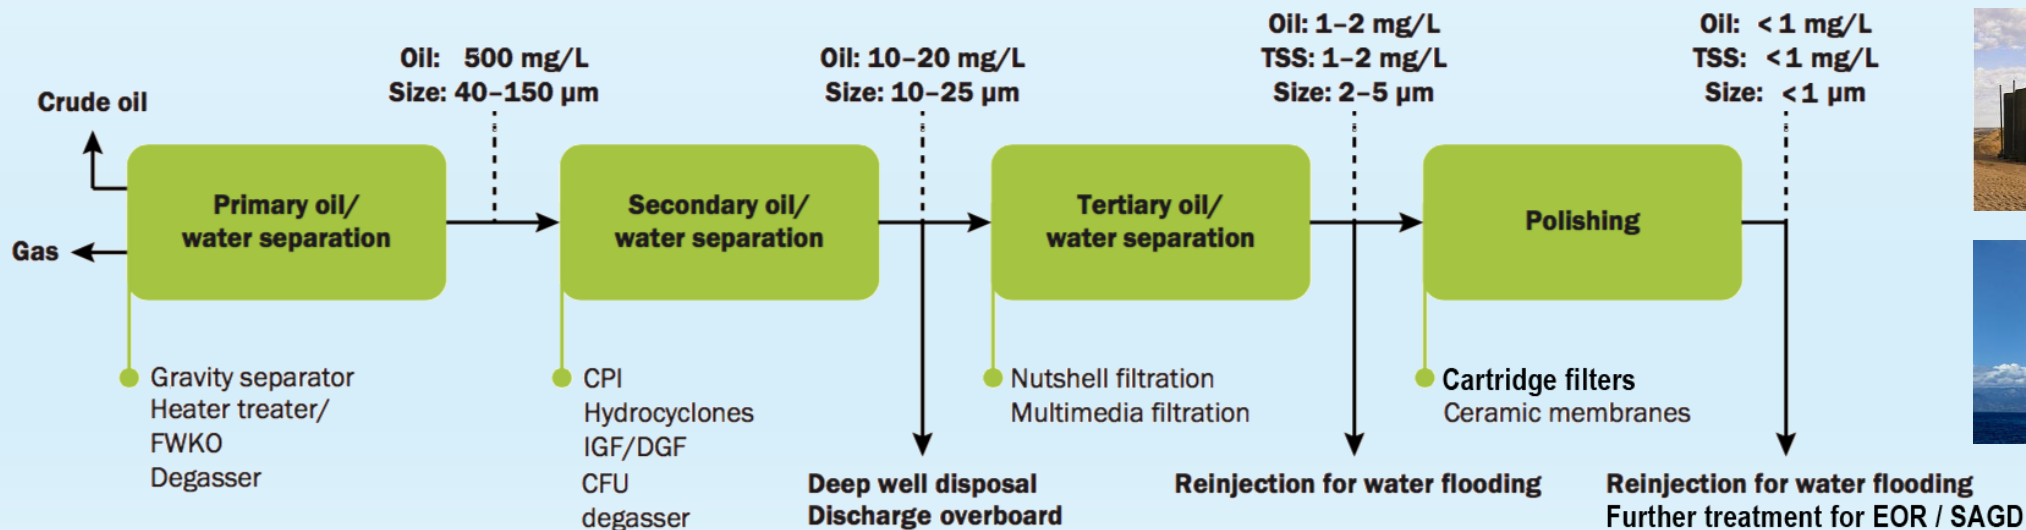 Crude oil
Gas
Primary oil/
water separation
Gravity separator
Heater treater/
FWKO
Degasser
Oil: 500 mg/L
Size: 40–150 µm
Secondary oil/
water separation
CPI
Hydrocyclones
IGF/DGF
CFU
degasser
Oil: 10–20 mg/L
Size: 10–25 µm
Deep well disposal
Discharge overboard
Tertiary oil/
water separation
Nutshell filtration
Multimedia filtration
Oil: 1–2 mg/L
TSS: 1–2 mg/L
Size: 2–5 µm
Reinjection for water flooding
Polishing
Cartridge filters
Ceramic membranes
Oil: < 1 mg/L
TSS: < 1 mg/L
Size: < 1 µm
Reinjection for water flooding
Further treatment for EOR / SAGD